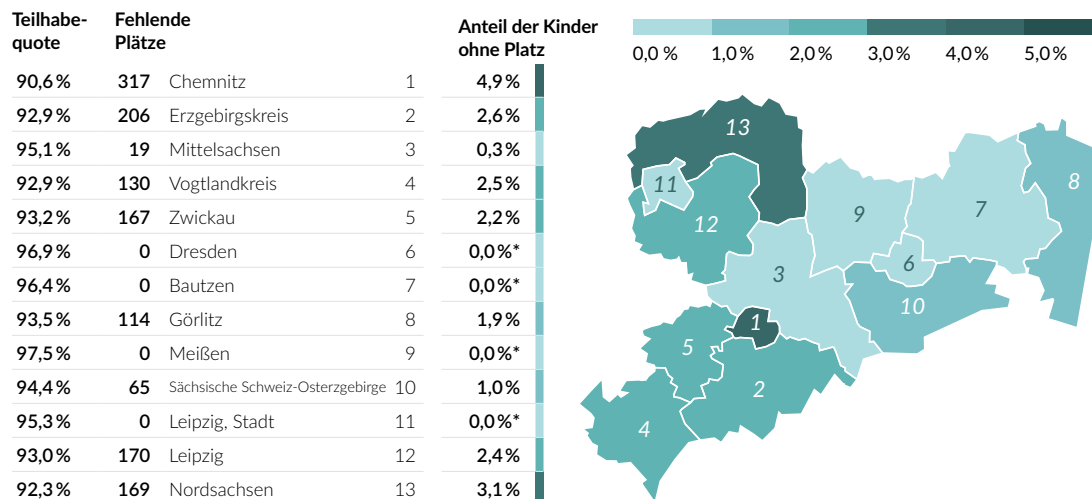 Teilhabe-
quote
Fehlende
Plätze
Anteil der Kinder
ohne Platz
0,0 % 1,0 % 2,0 % 3,0 % 4,0 % 5,0 %
90,6 % 317 Chemnitz 1 4,9 %
92,9 % 206 Erzgebirgskreis 2 2,6 %
95,1 % 19 Mittelsachsen 3 0,3 %
92,9 % 130 Vogtlandkreis 4 2,5 %
93,2 % 167 Zwickau 5 2,2 %
96,9 % 0 Dresden 6 0,0 %*
96,4 % 0 Bautzen 7 0,0 %*
93,5 % 114 Görlitz 8 1,9 %
97,5 % 0 Meißen 9 0,0 %*
94,4 % 65 Sächsische Schweiz-Osterzgebirge 10 1,0 %
95,3 % 0 Leipzig, Stadt 11 0,0 %*
93,0 % 170 Leipzig 12 2,4 %
92,3 % 169 Nordsachsen 13 3,1 %
13
8
11
7
9
12
6
3
10
1
5
2
4